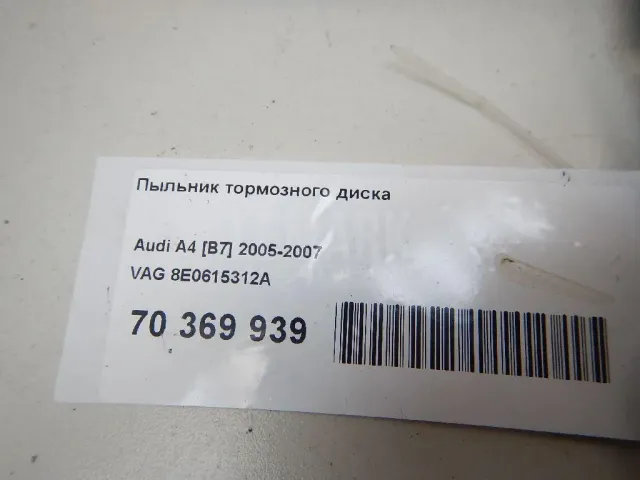 Пыльник тормозного диска
Audi A4 [B7] 2005-2007
VAG 8E0615312A
70 369 939